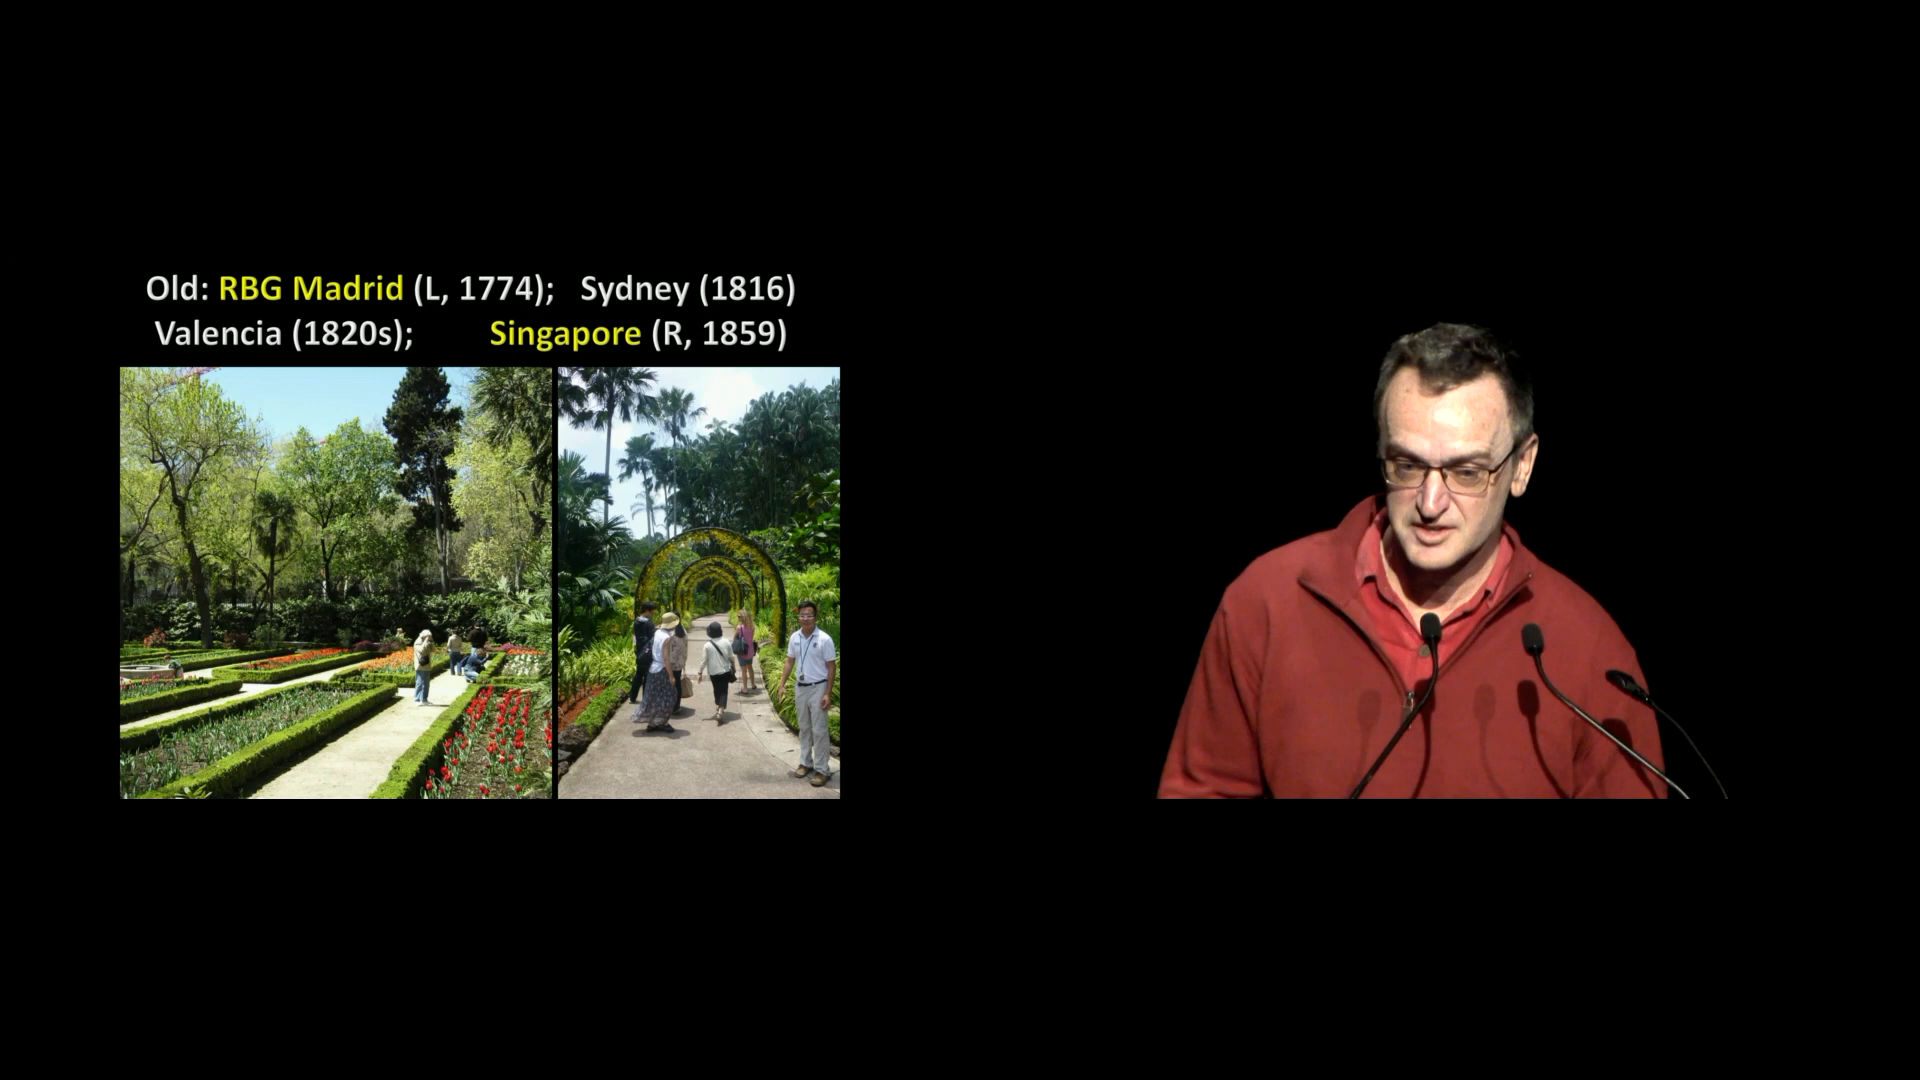 Old: RBG Madrid (L, 1774); Sydney (1816)
Valencia (1820s); Singapore (R, 1859)